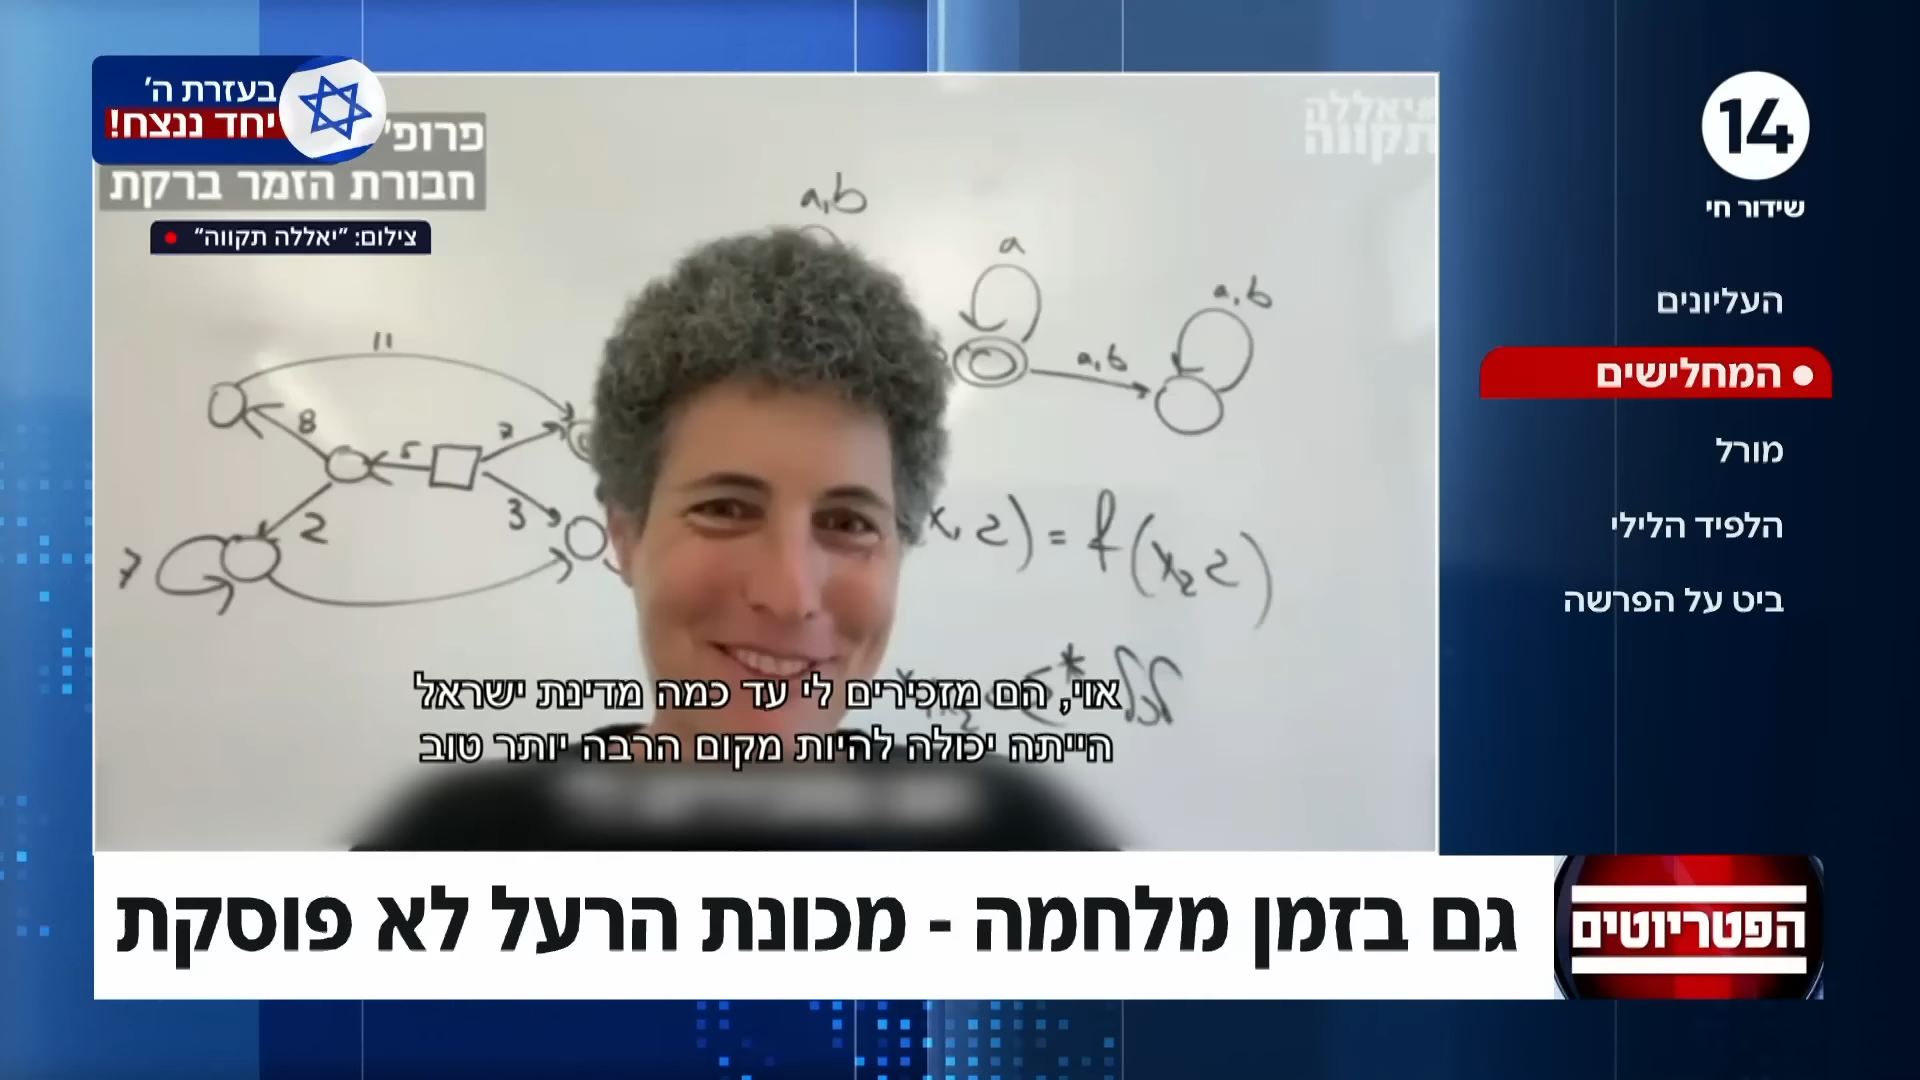 בעזרת ה'
יחד ננצח!
פרופ'
חבורת הזמר ברקת
צילום: "יאללה תקווה"
#יאללה
תקווה
14
שידור חי
העליונים
המחלישים
מורל
הלפיד הלילי
ביט על הפרשה
a,b
a
a,b
a,b
11
8
5
7
3
2
7
אוי, הם מזכירים לי עד כמה מדינת ישראל
הייתה יכולה להיות מקום הרבה יותר טוב
גם בזמן מלחמה - מכונת הרעל לא פוסקת
הפטריוטים